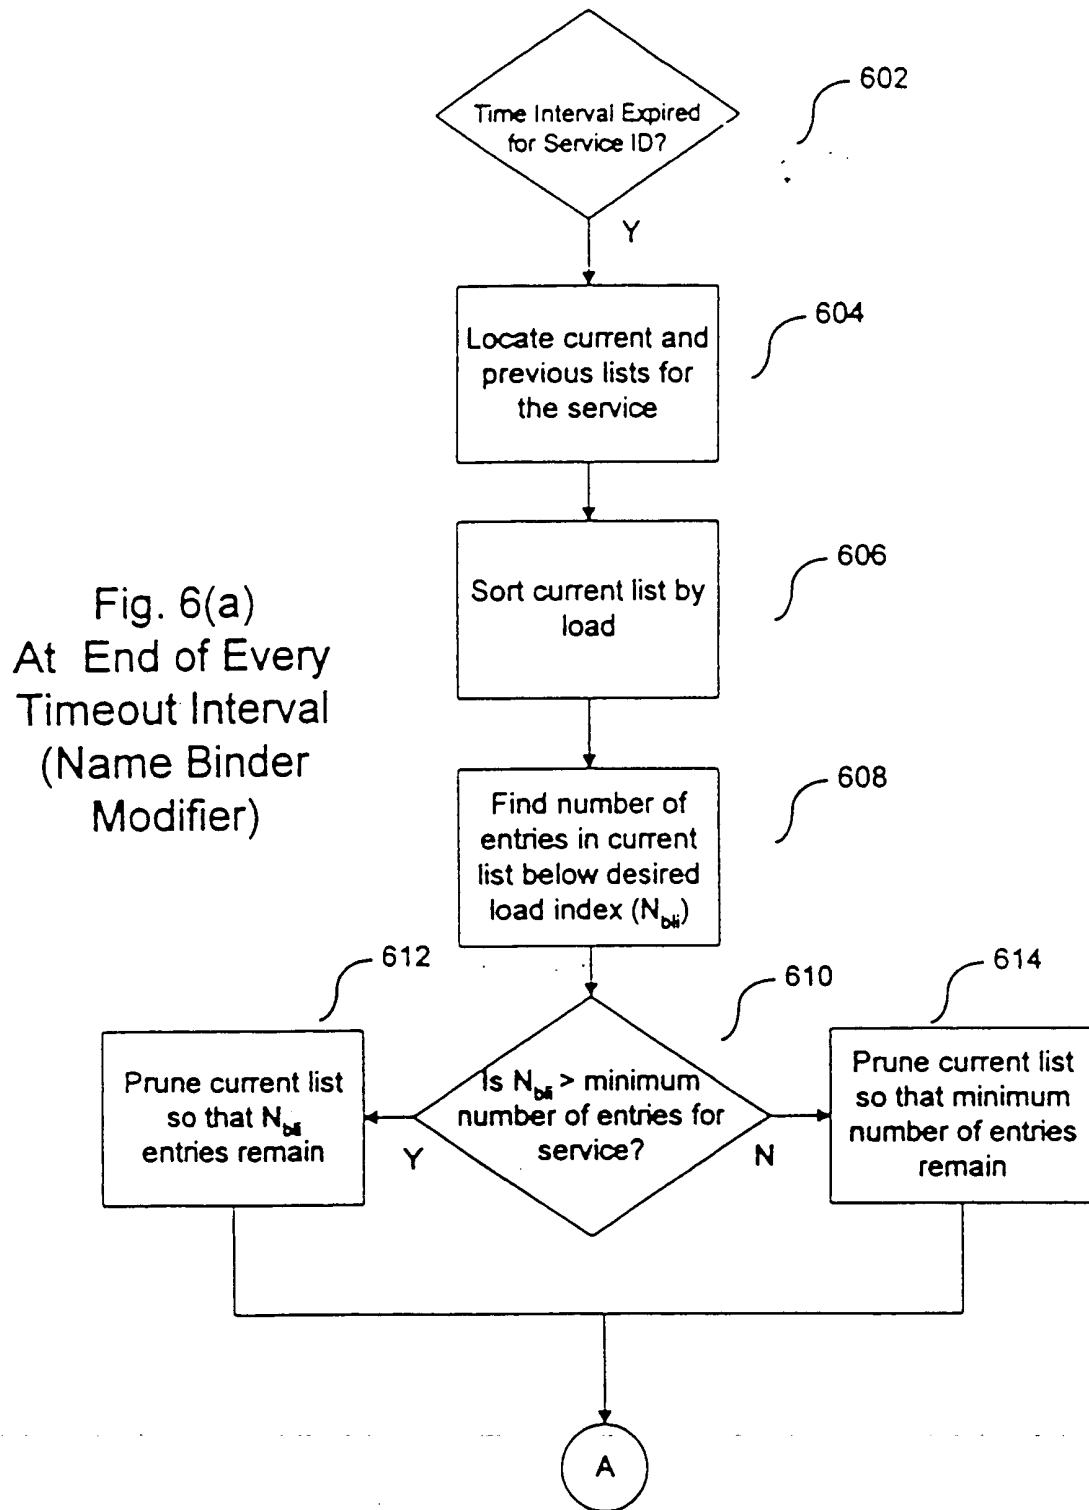 Time Interval Expired
for Service ID?
602
Y
Locate current and
previous lists for
the service
604
Sort current list by
load
606
Fig. 6(a)
At End of Every
Timeout Interval
(Name Binder
Modifier)
Find number of
entries in current
list below desired
load index (Nbli)
608
612
Prune current list
so that Nbli
entries remain
610
Is Nbli > minimum
number of entries for
service?
Y
N
614
Prune current list
so that minimum
number of entries
remain
A